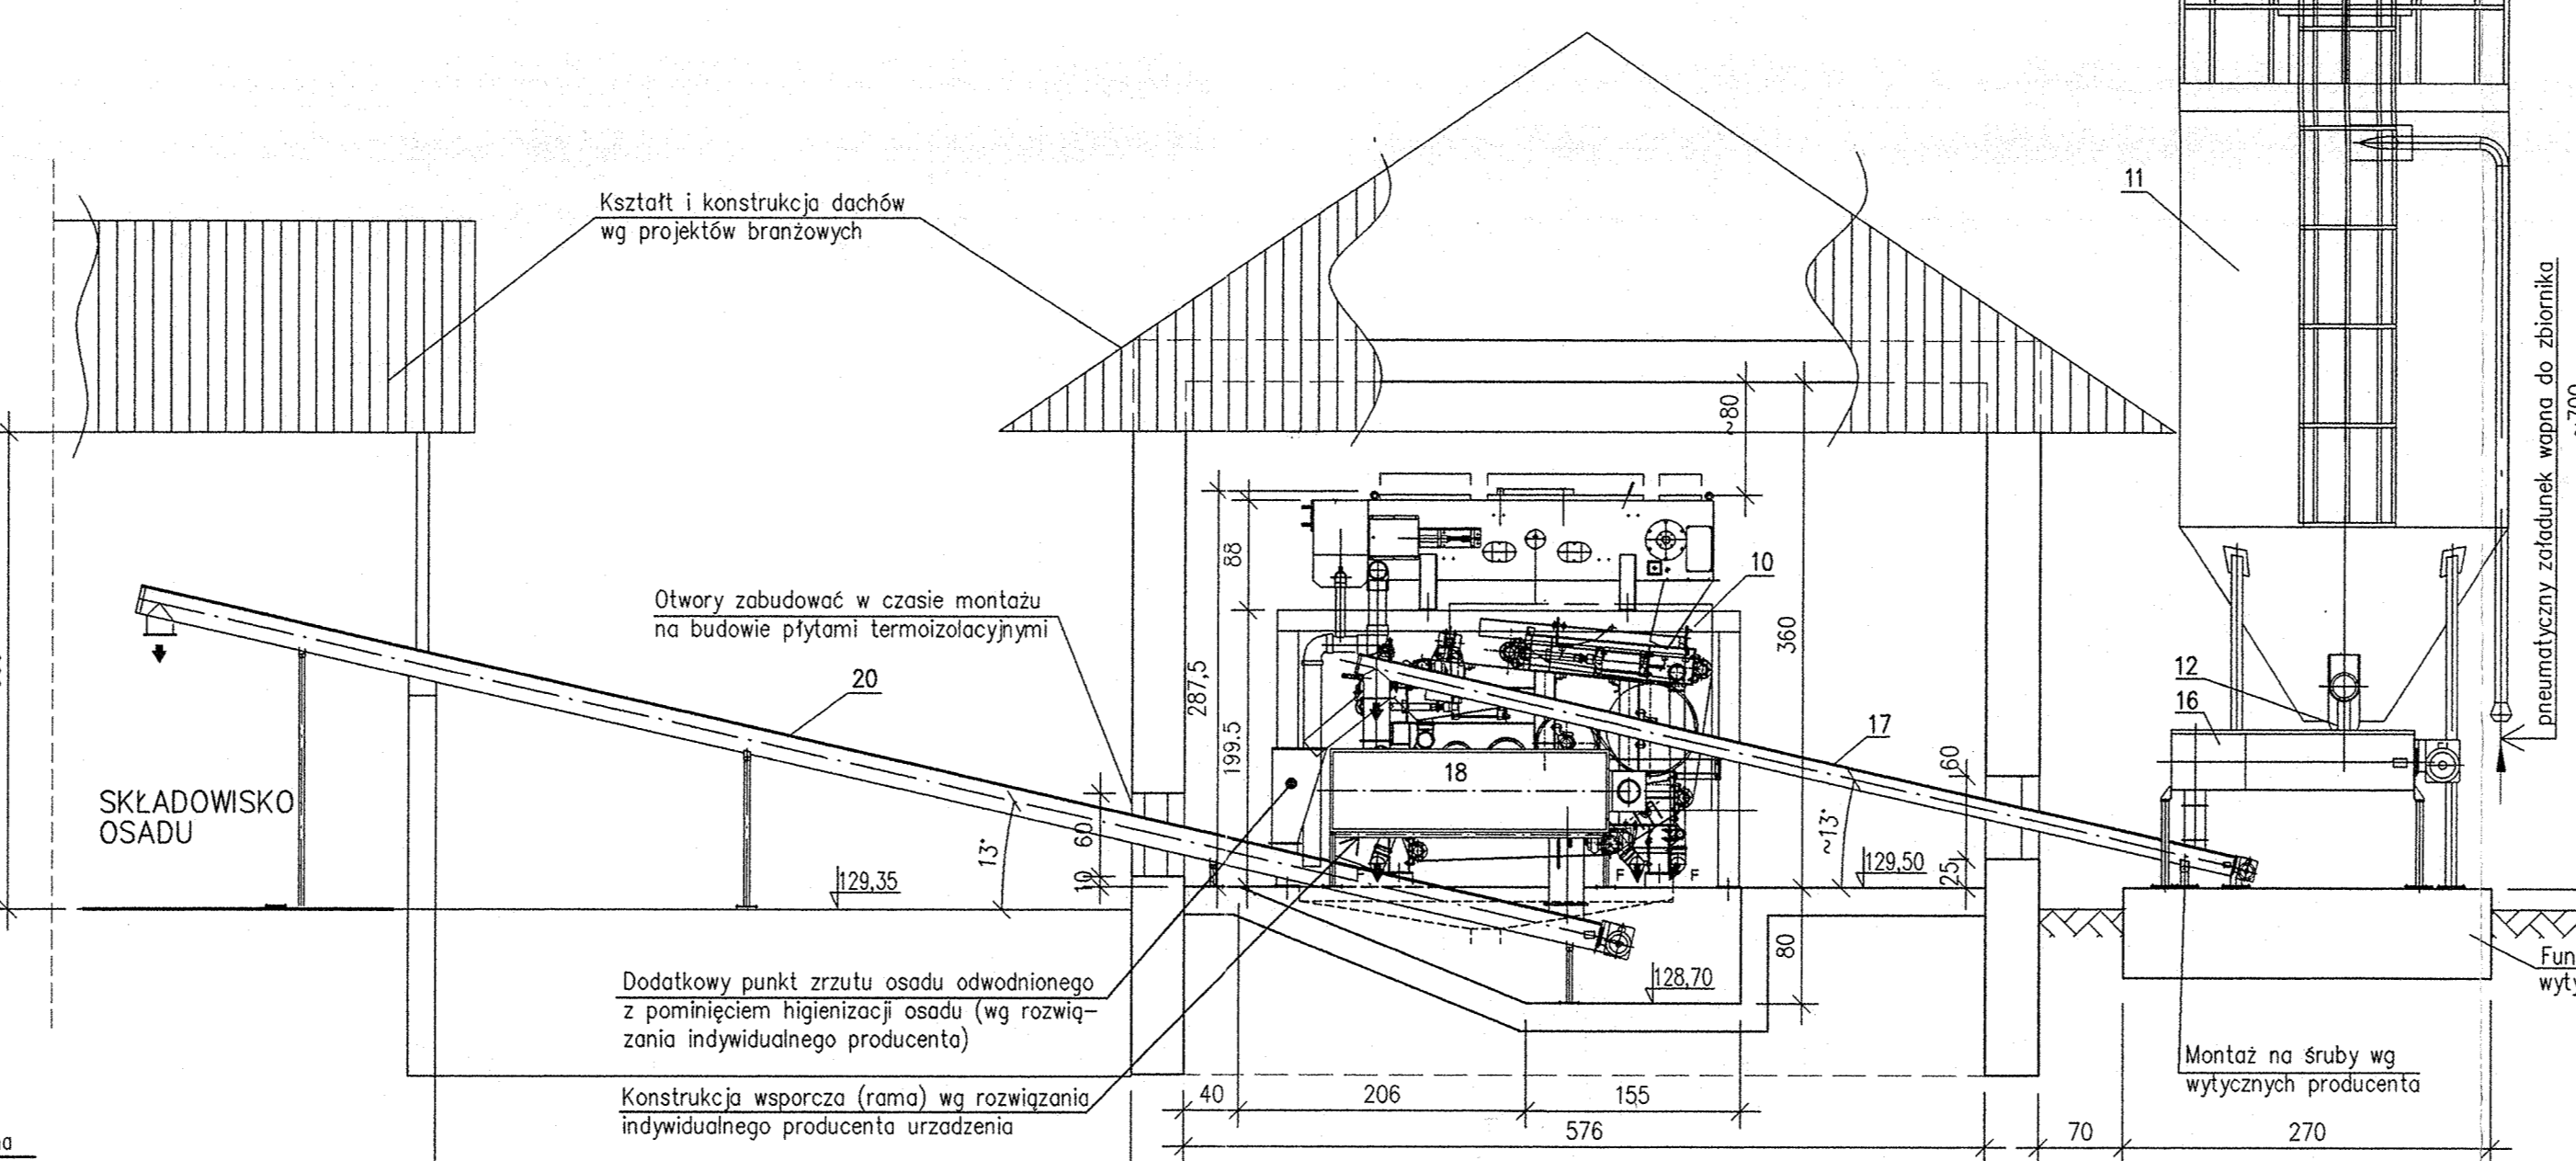 Kształt i konstrukcja dachów
wg projektów branżowych
11
pneumatyczny załadunek wapna do zbiornika
~80
88
10
Otwory zabudować w czasie montażu
na budowie płytami termoizolacyjnymi
360
287,5
199.5
20
12
16
17
18
60
SKŁADOWISKO
OSADU
13°
60
10
~13°
129,35
129,50
25
F
F
Dodatkowy punkt zrzutu osadu odwodnionego
z pominięciem higienizacji osadu (wg rozwią-
zania indywidualnego producenta)
128,70
80
Fun
wyty
Montaż na śruby wg
wytycznych producenta
Konstrukcja wsporcza (rama) wg rozwiązania
indywidualnego producenta urzadzenia
40
206
155
576
70
270